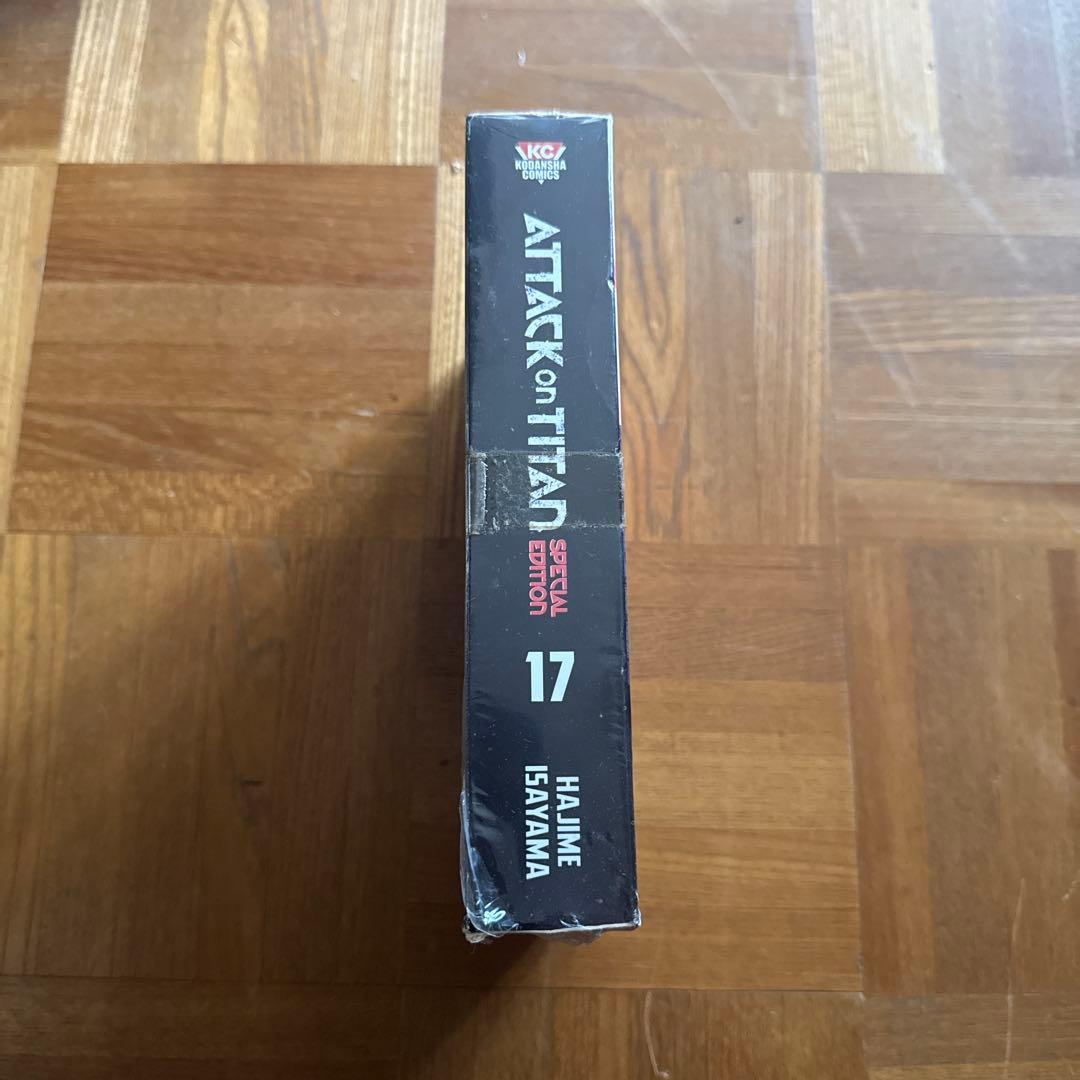 KC
KODANSHA
COMICS
ATTACK on TITAN
SPECIAL
EDITION
17
HAJIME
ISAYAMA